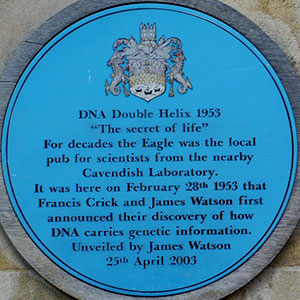 DNA Double Helix 1953
"The secret of life"
For decades the Eagle was the local
pub for scientists from the nearby
Cavendish Laboratory.
It was here on February 28th 1953 that
Francis Crick and James Watson first
announced their discovery of how
DNA carries genetic information.
Unveiled by James Watson
25th April 2003